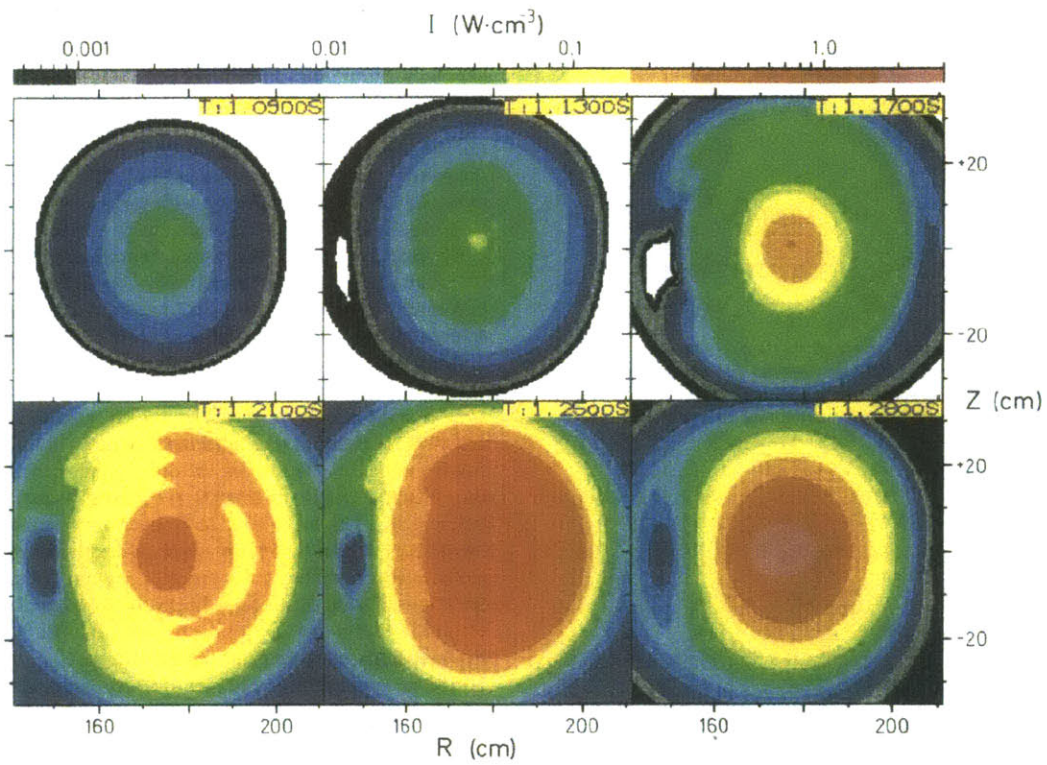 I (W·cm³)
0.001 0.01 0.1 1.0
T:1.0900S T:1.1300S T:1.1700S
+20
-20
T:1.2100S T:1.2500S T:1.2800S
Z (cm)
+20
-20
160 200 160 200 160 200
R (cm)